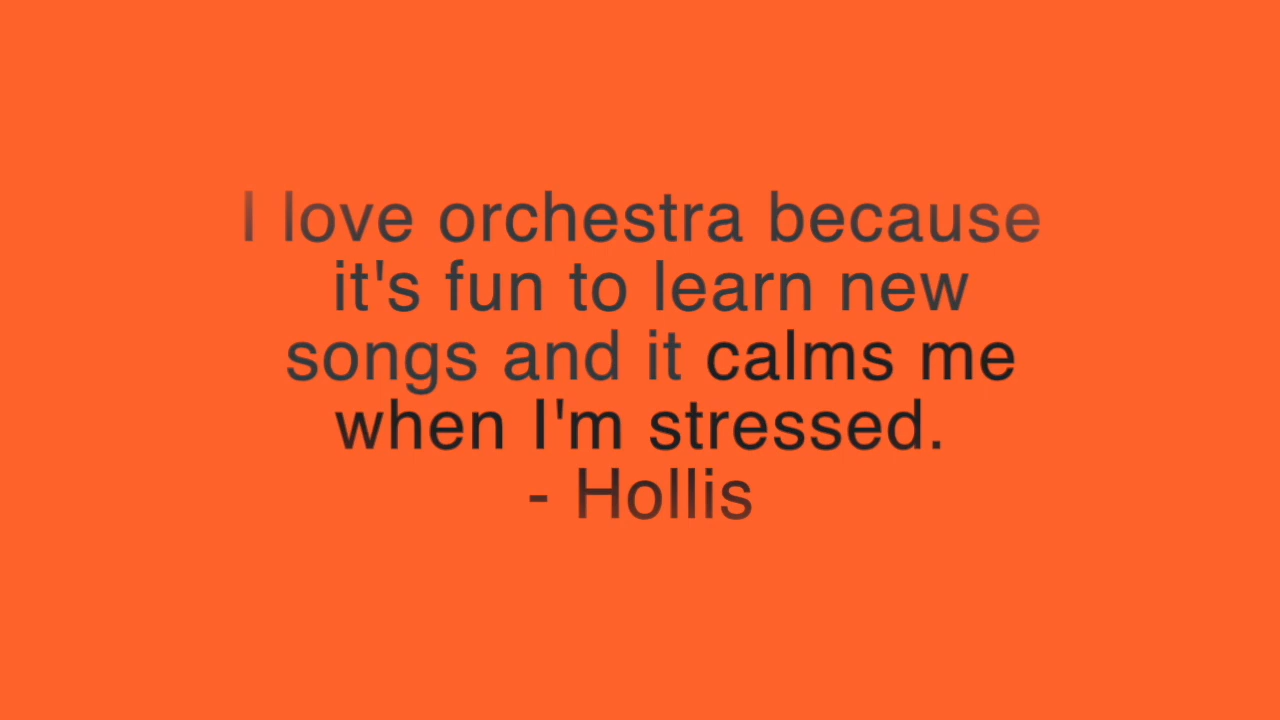 I love orchestra because
it's fun to learn new
songs and it calms me
when I'm stressed.
- Hollis